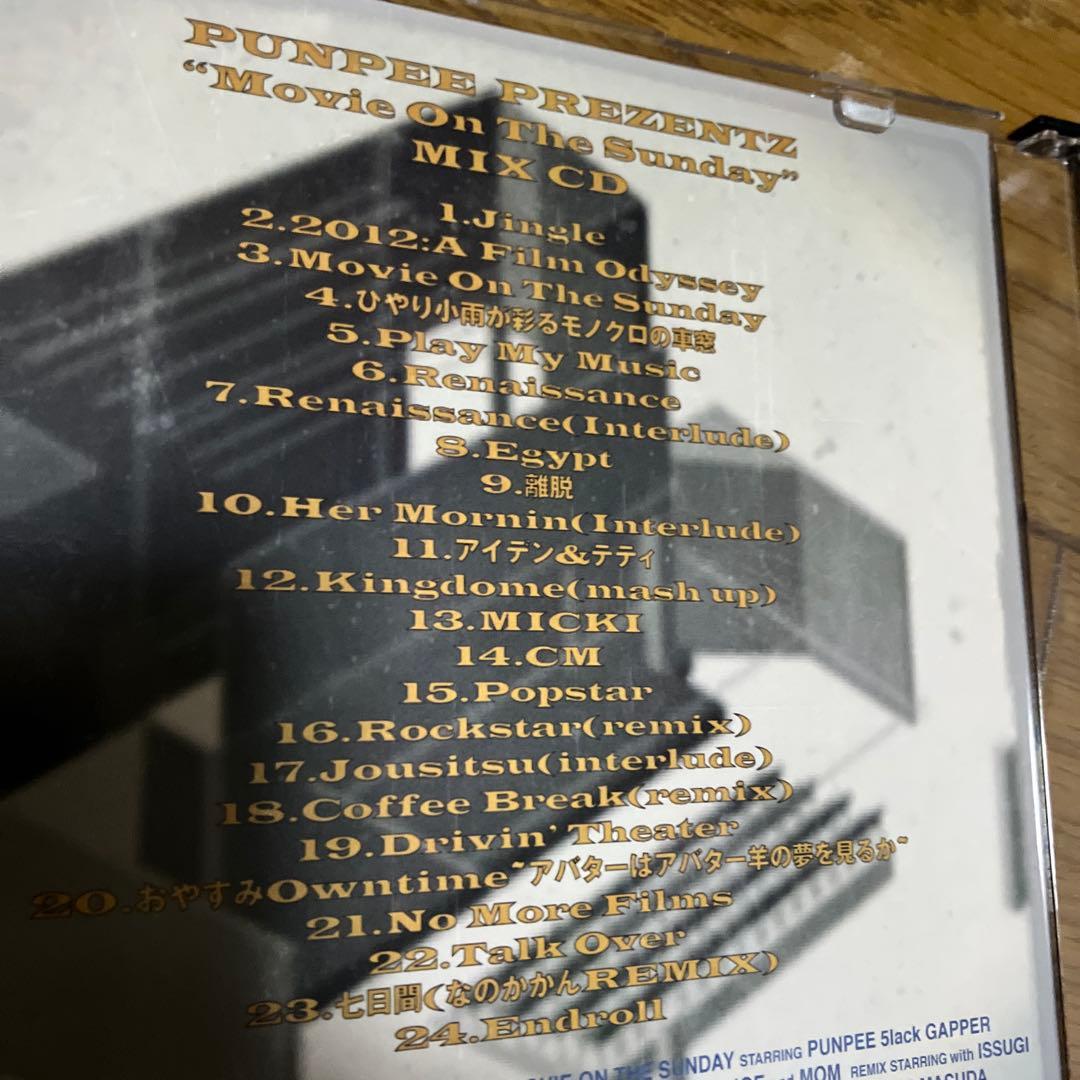 PUNPEE PREZENTZ
“Movie On The Sunday”
MIX CD
1.Jingle
2.2012:A Film Odyssey
3.Movie On The Sunday
4.ひやり小雨が彩るモノクロの車窓
5.Play My Music
6.Renaissance
7.Renaissance(Interlude)
8.Egypt
9.離脱
10.Her Mornin(Interlude)
11.アイデン&テティ
12.Kingdome(mash up)
13.MICKI
14.CM
15.Popstar
16.Rockstar(remix)
17.Jousitsu(interlude)
18.Coffee Break(remix)
19.Drivin’Theater
20.おやすみOwntime~アバターはアバター羊の夢を見るか~
21.No More Films
22.Talk Over
23.七日間(なのかかんREMIX)
24.Endroll
ON THE SUNDAY STARRING PUNPEE 5lack GAPPER
MOM REMIX STARRING with ISSUGI